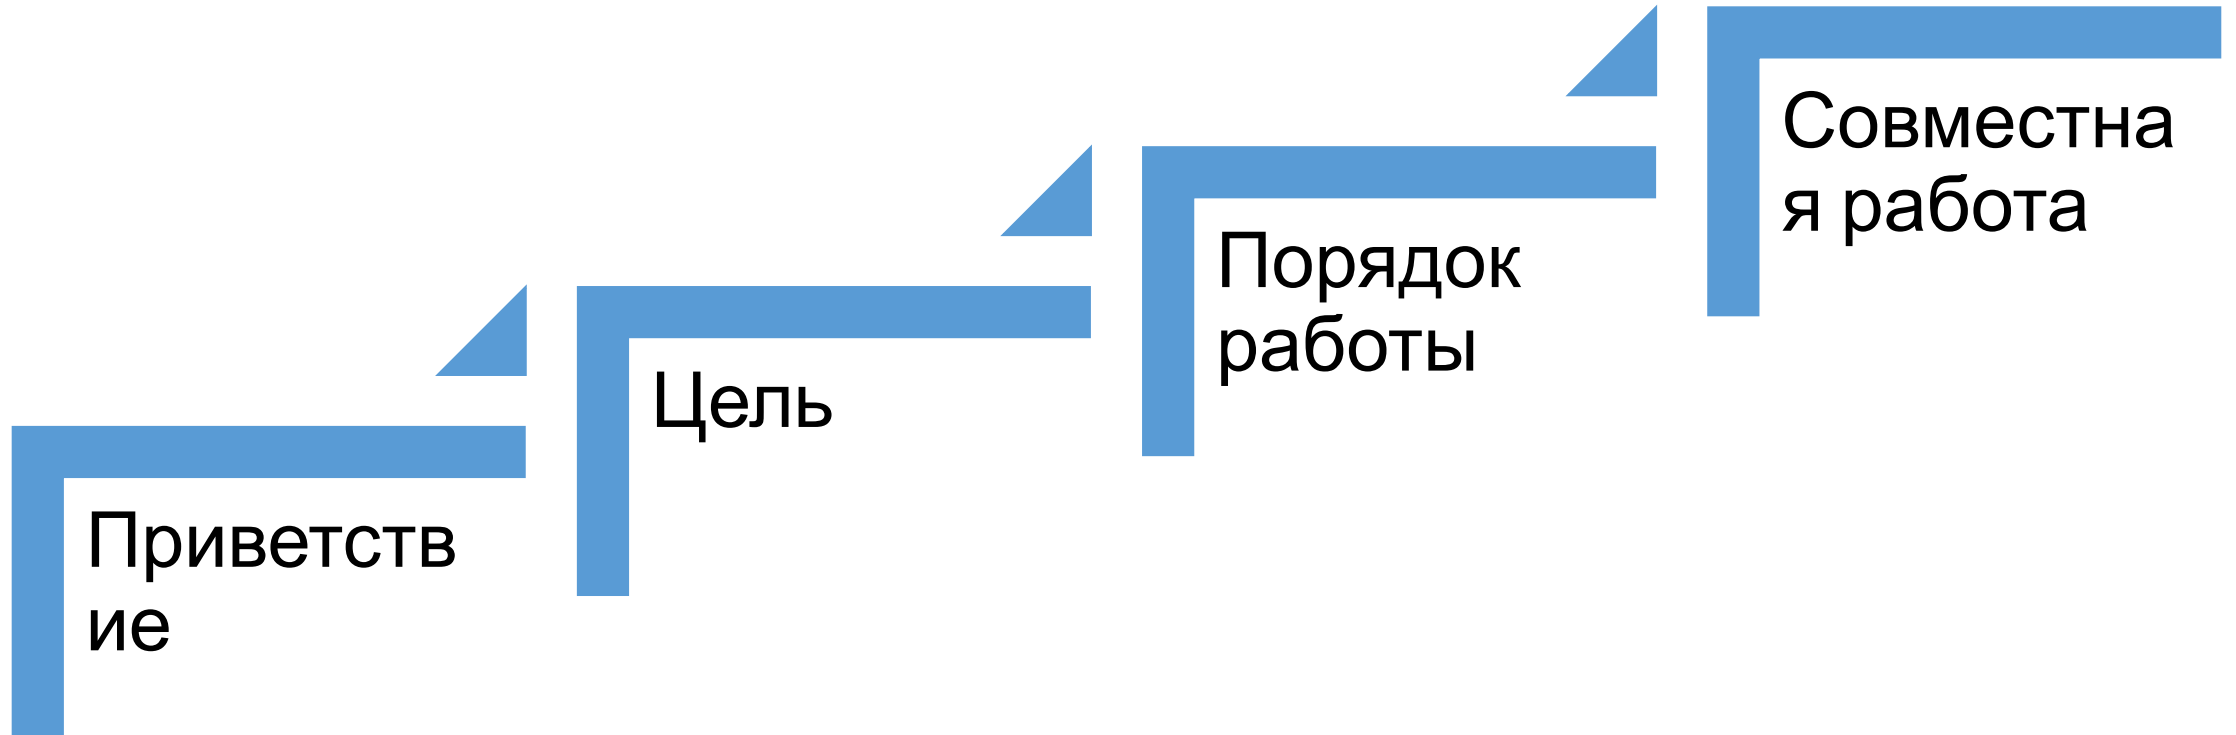 Приветств
ие
Цель
Порядок
работы
Совместна
я работа